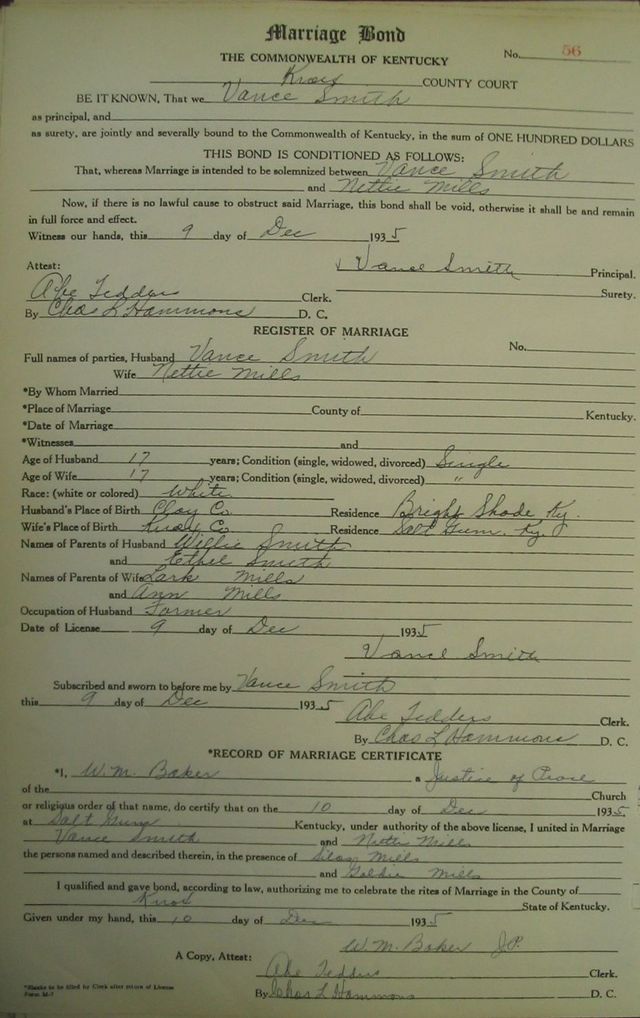 Marriage Bond
THE COMMONWEALTH OF KENTUCKY No. 56
Knox COUNTY COURT
BE IT KNOWN, That we Vance Smith
as principal, and
as surety, are jointly and severally bound to the Commonwealth of Kentucky, in the sum of ONE HUNDRED DOLLARS
THIS BOND IS CONDITIONED AS FOLLOWS:
That, whereas Marriage is intended to be solemnized between Vance Smith
and Nettie Mills
Now, if there is no lawful cause to obstruct said Marriage, this bond shall be void, otherwise it shall be and remain
in full force and effect.
Witness our hands, this 9 day of Dec 1935
Attest: Vance Smith Principal.
Abe Tedders Clerk. Surety.
By Chas L Hammons D. C.
REGISTER OF MARRIAGE
Full names of parties, Husband Vance Smith No.
Wife Nettie Mills
*By Whom Married
*Place of Marriage County of Kentucky.
*Date of Marriage
*Witnesses and
Age of Husband 17 years; Condition (single, widowed, divorced) Single
Age of Wife 17 years; Condition (single, widowed, divorced) "
Race: (white or colored) White
Husband's Place of Birth Clay Co Residence Bright Shade Ky.
Wife's Place of Birth Knox Co Residence Salt Gum, Ky.
Names of Parents of Husband Willie Smith
and Ethel Smith
Names of Parents of Wife Lark Mills
and Ann Mills
Occupation of Husband Farmer
Date of License 9 day of Dec 1935
Vance Smith
Subscribed and sworn to before me by Vance Smith
this 9 day of Dec 1935
Abe Tedders Clerk.
By Chas L Hammons D. C.
*RECORD OF MARRIAGE CERTIFICATE
*I, W.M. Baker a Justice of Peace
of the Church
or religious order of that name, do certify that on the 10 day of Dec 1935
at Salt Gum Kentucky, under authority of the above license, I united in Marriage
Vance Smith and Nettie Mills
the persons named and described therein, in the presence of Silas Mills
and Goldie Mills
I qualified and gave bond, according to law, authorizing me to celebrate the rites of Marriage in the County of
Knox State of Kentucky.
Given under my hand, this 10 day of Dec 1935
W.M. Baker J.P.
A Copy, Attest:
Abe Tedders Clerk.
By Chas L Hammons D. C.
*Blanks to be filled by Clerk after return of License
Form M-7